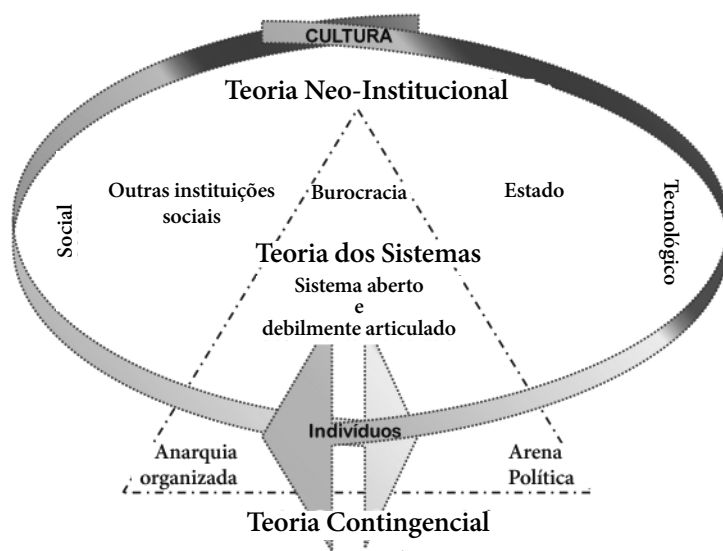 CULTURA
Teoria Neo-Institucional
Outras instituições
sociais
Burocracia
Estado
Social
Tecnológico
Teoria dos Sistemas
Sistema aberto
e
debilmente articulado
Indivíduos
Anarquia
organizada
Arena
Política
Teoria Contingencial